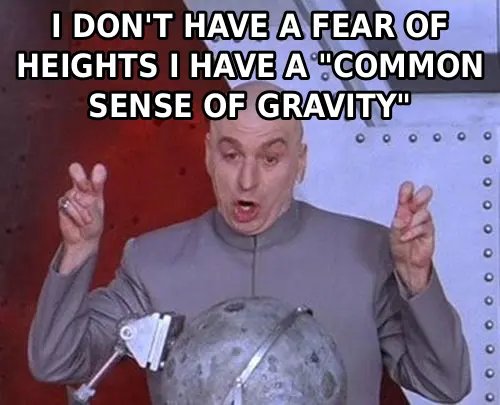 I DON'T HAVE A FEAR OF
HEIGHTS I HAVE A "COMMON
SENSE OF GRAVITY"